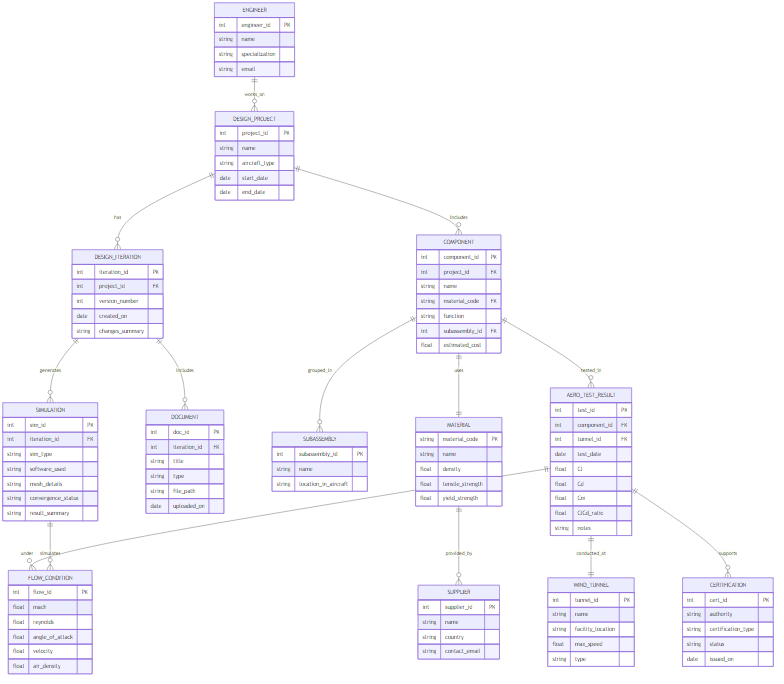 ENGINEER
int engineer_id PK
string name
string specialization
string email
works_on
DESIGN_PROJECT
int project_id PK
string name
string aircraft_type
date start_date
date end_date
has
includes
DESIGN_ITERATION
int iteration_id PK
int project_id FK
int version_number
date created_on
string changes_summary
COMPONENT
int component_id PK
int project_id FK
string name
string material_code FK
string function
int subassembly_id FK
float estimated_cost
generates
includes
grouped_in
uses
tested_in
SIMULATION
int sim_id PK
int iteration_id FK
string sim_type
string software_used
string mesh_details
string convergence_status
string result_summary
DOCUMENT
int doc_id PK
int iteration_id FK
string title
string type
string file_path
date uploaded_on
SUBASSEMBLY
int subassembly_id PK
string name
string location_in_aircraft
MATERIAL
string material_code PK
string name
float density
float tensile_strength
float yield_strength
AERO_TEST_RESULT
int test_id PK
int component_id FK
int tunnel_id FK
date test_date
float Cl
float Cd
float Cm
float ClCd_ratio
string notes
under
simulates
provided_by
conducted_at
supports
FLOW_CONDITION
int flow_id PK
float mach
float reynolds
float angle_of_attack
float velocity
float air_density
SUPPLIER
int supplier_id PK
string name
string country
string contact_email
WIND_TUNNEL
int tunnel_id PK
string name
string facility_location
float max_speed
string type
CERTIFICATION
int cert_id PK
string authority
string certification_type
string status
date issued_on